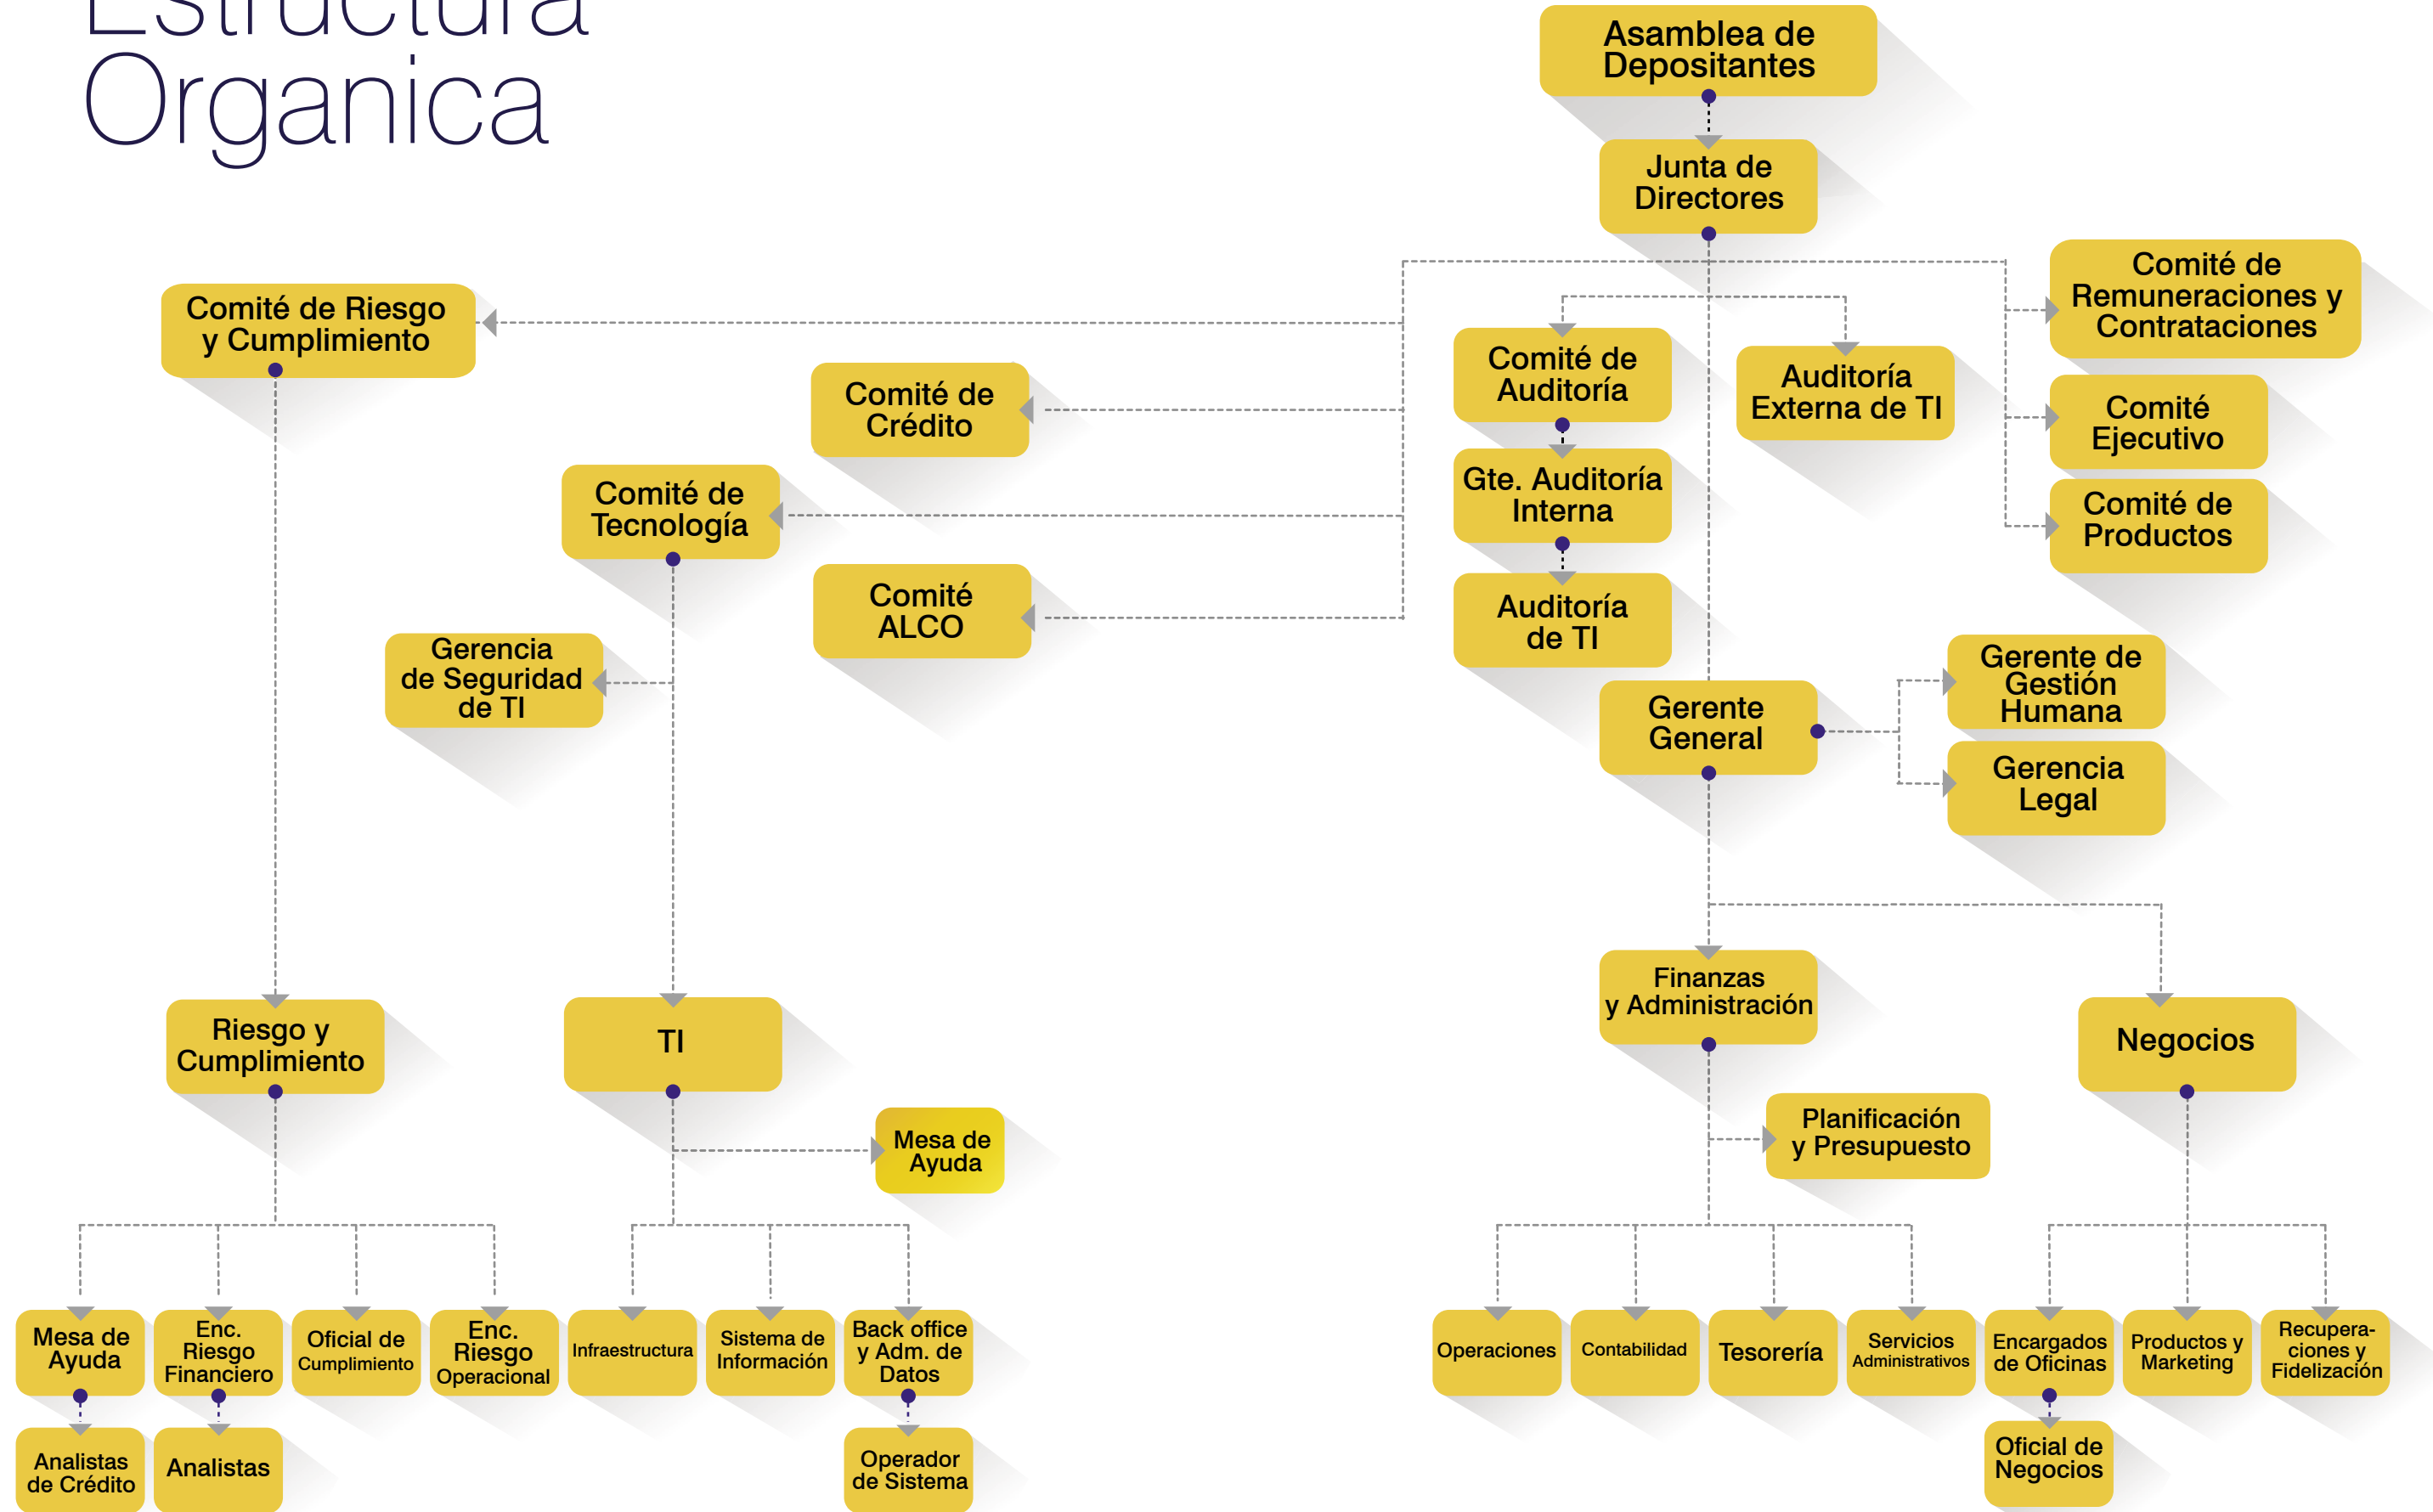 Estructura
Organica
Asamblea de
Depositantes
Junta de
Directores
Comité de Riesgo
y Cumplimiento
Comité de
Crédito
Comité de
Tecnología
Comité
ALCO
Gerencia
de Seguridad
de TI
Comité de
Auditoría
Gte. Auditoría
Interna
Auditoría
de TI
Auditoría
Externa de TI
Comité de
Remuneraciones y
Contrataciones
Comité
Ejecutivo
Comité de
Productos
Gerente
General
Gerente de
Gestión
Humana
Gerencia
Legal
Riesgo y
Cumplimiento
TI
Mesa de
Ayuda
Finanzas
y Administración
Planificación
y Presupuesto
Negocios
Mesa de
Ayuda
Enc.
Riesgo
Financiero
Oficial de
Cumplimiento
Enc.
Riesgo
Operacional
Infraestructura
Sistema de
Información
Back office
y Adm. de
Datos
Operaciones
Contabilidad
Tesorería
Servicios
Administrativos
Encargados
de Oficinas
Productos y
Marketing
Recupera-
ciones y
Fidelización
Analistas
de Crédito
Analistas
Operador
de Sistema
Oficial de
Negocios